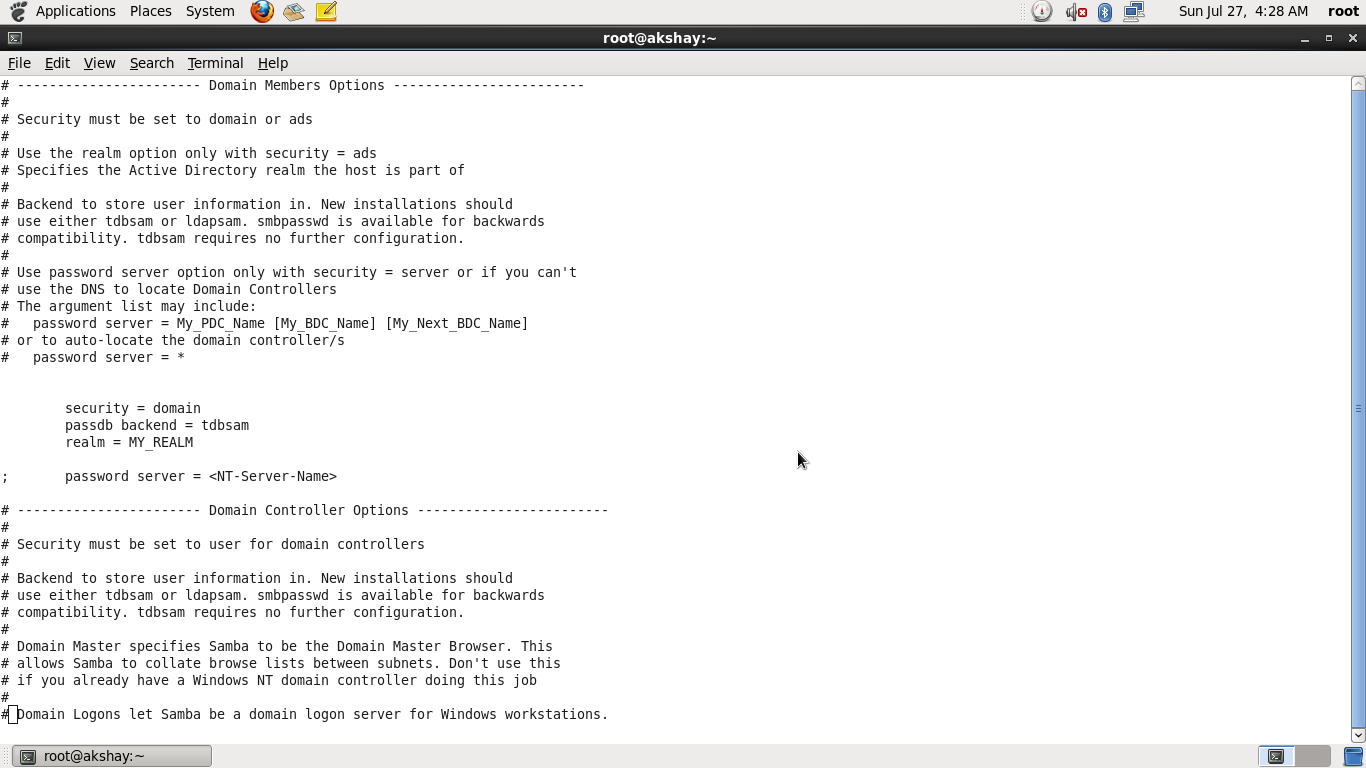 Applications Places System Sun Jul 27, 4:28 AM root
root@akshay:~
File Edit View Search Terminal Help
# ----------------------- Domain Members Options ------------------------
#
# Security must be set to domain or ads
#
# Use the realm option only with security = ads
# Specifies the Active Directory realm the host is part of
#
# Backend to store user information in. New installations should
# use either tdbsam or ldapsam. smbpasswd is available for backwards
# compatibility. tdbsam requires no further configuration.
#
# Use password server option only with security = server or if you can't
# use the DNS to locate Domain Controllers
# The argument list may include:
#   password server = My_PDC_Name [My_BDC_Name] [My_Next_BDC_Name]
# or to auto-locate the domain controller/s
#   password server = *
        security = domain
        passdb backend = tdbsam
        realm = MY_REALM
;       password server = <NT-Server-Name>
# ----------------------- Domain Controller Options ------------------------
#
# Security must be set to user for domain controllers
#
# Backend to store user information in. New installations should
# use either tdbsam or ldapsam. smbpasswd is available for backwards
# compatibility. tdbsam requires no further configuration.
#
# Domain Master specifies Samba to be the Domain Master Browser. This
# allows Samba to collate browse lists between subnets. Don't use this
# if you already have a Windows NT domain controller doing this job
#
# Domain Logons let Samba be a domain logon server for Windows workstations.
root@akshay:~